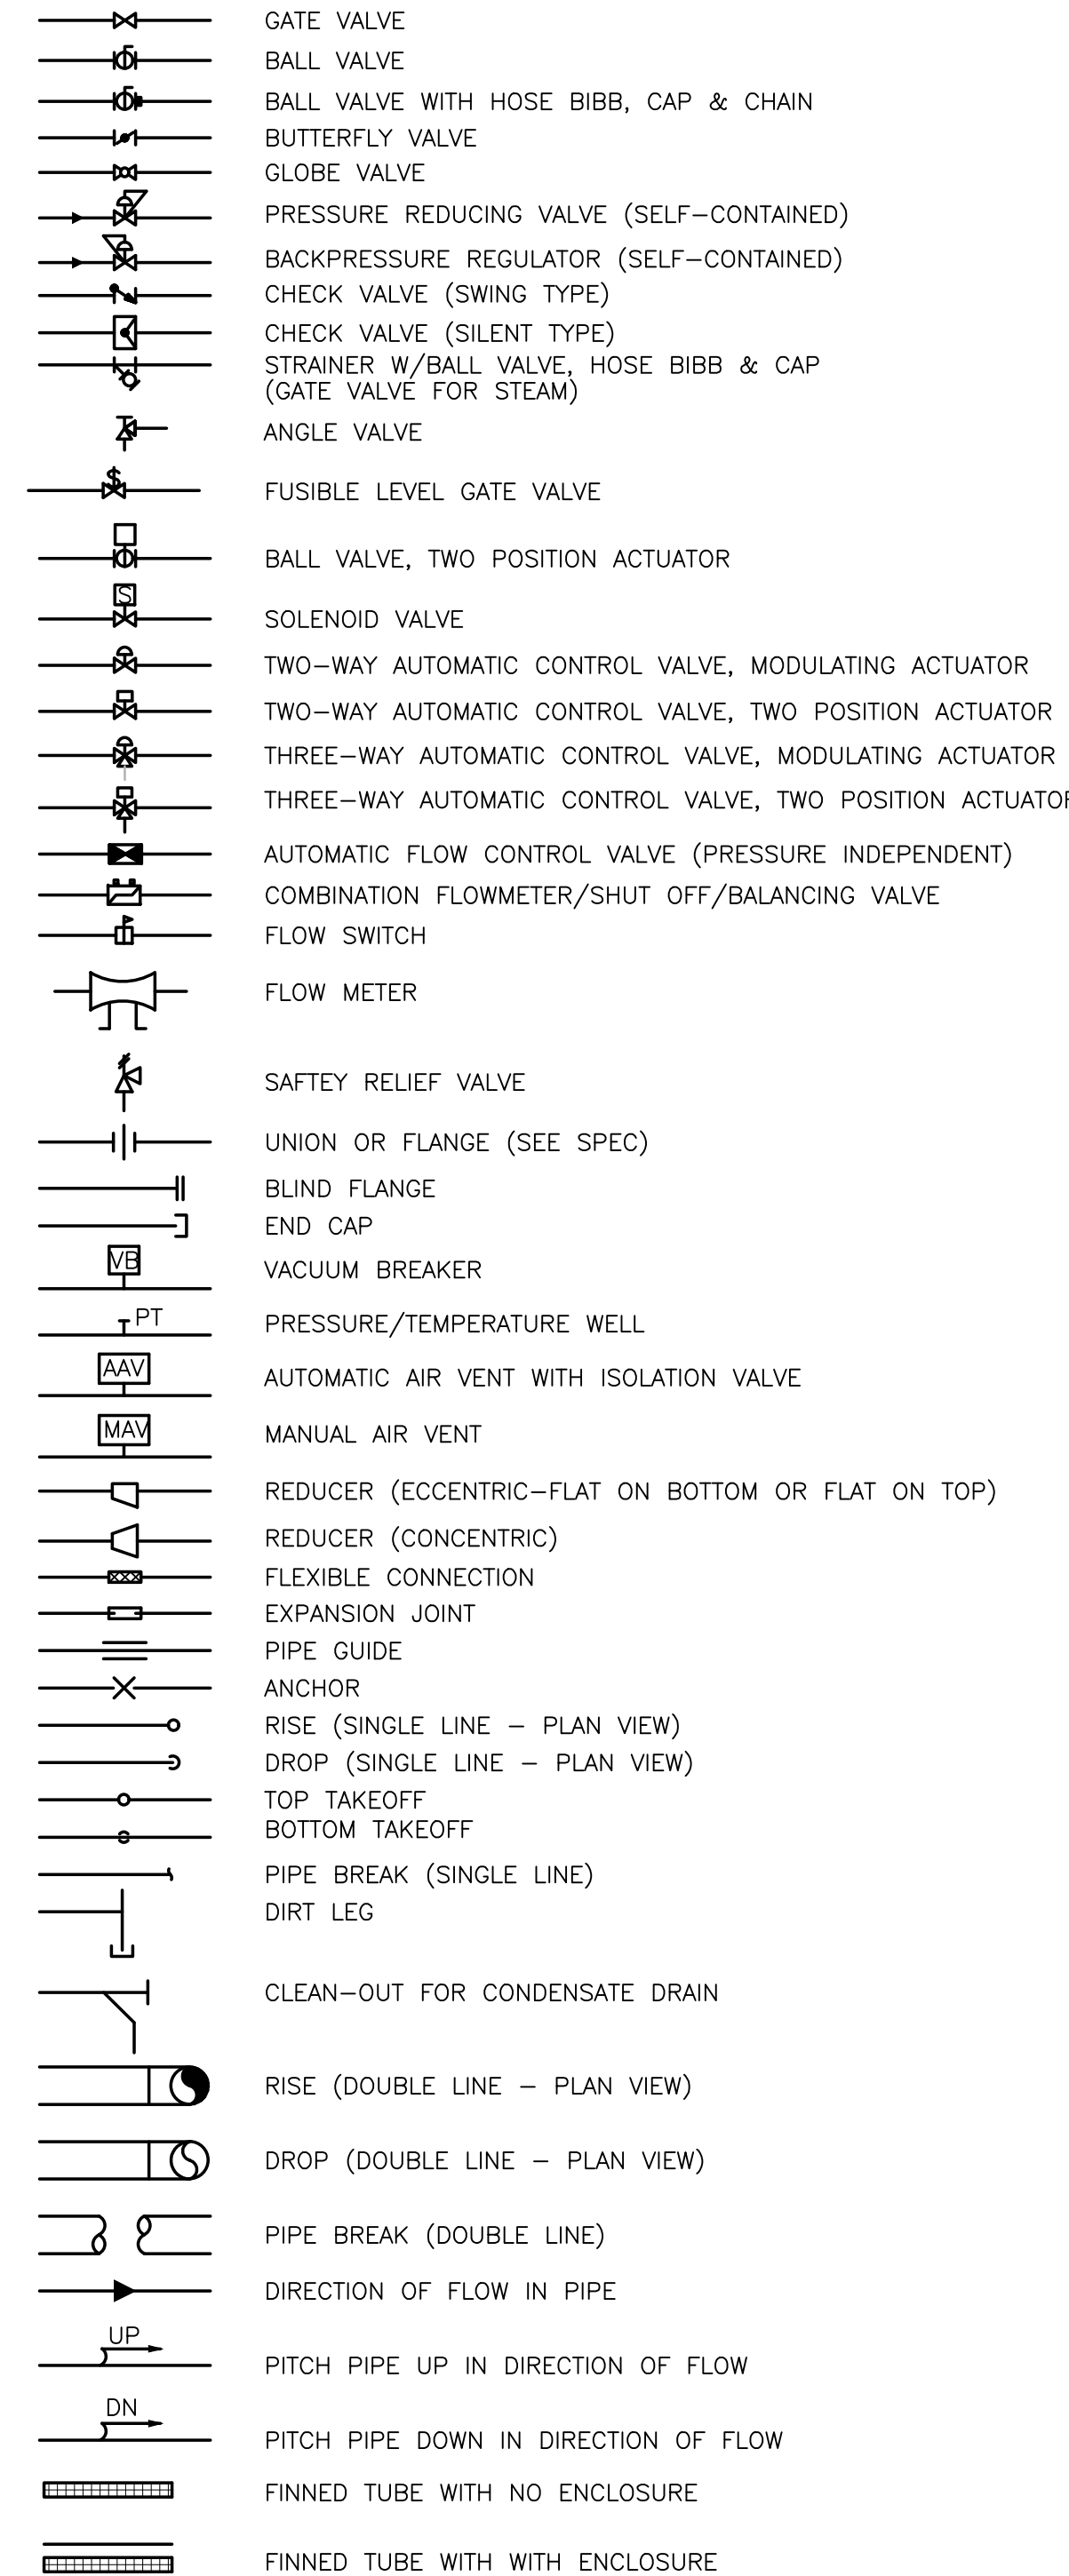 GATE VALVE
BALL VALVE
BALL VALVE WITH HOSE BIBB, CAP & CHAIN
BUTTERFLY VALVE
GLOBE VALVE
PRESSURE REDUCING VALVE (SELF-CONTAINED)
BACKPRESSURE REGULATOR (SELF-CONTAINED)
CHECK VALVE (SWING TYPE)
CHECK VALVE (SILENT TYPE)
STRAINER W/BALL VALVE, HOSE BIBB & CAP
(GATE VALVE FOR STEAM)
ANGLE VALVE
$ FUSIBLE LEVEL GATE VALVE
BALL VALVE, TWO POSITION ACTUATOR
S SOLENOID VALVE
TWO-WAY AUTOMATIC CONTROL VALVE, MODULATING ACTUATOR
TWO-WAY AUTOMATIC CONTROL VALVE, TWO POSITION ACTUATOR
THREE-WAY AUTOMATIC CONTROL VALVE, MODULATING ACTUATOR
THREE-WAY AUTOMATIC CONTROL VALVE, TWO POSITION ACTUATOR
AUTOMATIC FLOW CONTROL VALVE (PRESSURE INDEPENDENT)
COMBINATION FLOWMETER/SHUT OFF/BALANCING VALVE
FLOW SWITCH
FLOW METER
SAFTEY RELIEF VALVE
UNION OR FLANGE (SEE SPEC)
BLIND FLANGE
END CAP
VB VACUUM BREAKER
PT PRESSURE/TEMPERATURE WELL
AAV AUTOMATIC AIR VENT WITH ISOLATION VALVE
MAV MANUAL AIR VENT
REDUCER (ECCENTRIC-FLAT ON BOTTOM OR FLAT ON TOP)
REDUCER (CONCENTRIC)
FLEXIBLE CONNECTION
EXPANSION JOINT
PIPE GUIDE
ANCHOR
RISE (SINGLE LINE - PLAN VIEW)
DROP (SINGLE LINE - PLAN VIEW)
TOP TAKEOFF
BOTTOM TAKEOFF
PIPE BREAK (SINGLE LINE)
DIRT LEG
CLEAN-OUT FOR CONDENSATE DRAIN
RISE (DOUBLE LINE - PLAN VIEW)
DROP (DOUBLE LINE - PLAN VIEW)
PIPE BREAK (DOUBLE LINE)
DIRECTION OF FLOW IN PIPE
UP
PITCH PIPE UP IN DIRECTION OF FLOW
DN
PITCH PIPE DOWN IN DIRECTION OF FLOW
FINNED TUBE WITH NO ENCLOSURE
FINNED TUBE WITH WITH ENCLOSURE